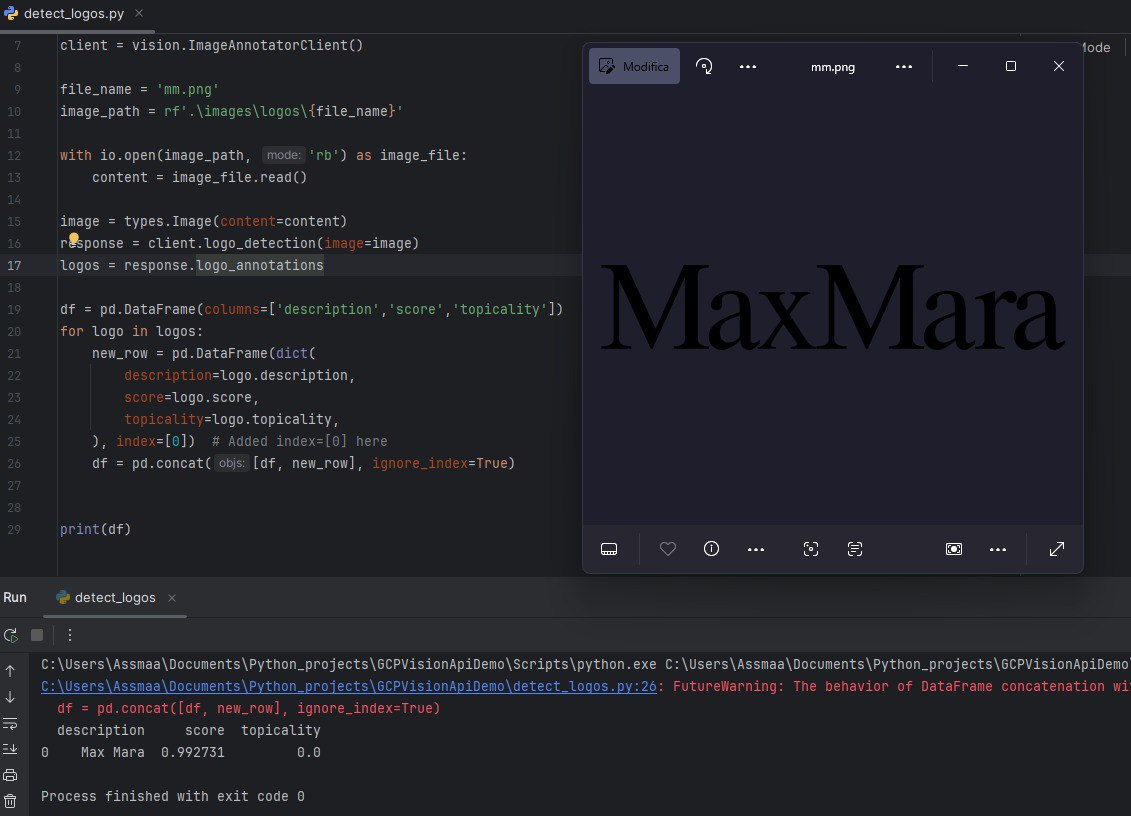 detect_logos.py
7 client = vision.ImageAnnotatorClient()
8
9 file_name = 'mm.png'
10 image_path = rf'.\images\logos\{file_name}'
11
12 with io.open(image_path, mode: 'rb') as image_file:
13 content = image_file.read()
14
15 image = types.Image(content=content)
16 response = client.logo_detection(image=image)
17 logos = response.logo_annotations
18
19 df = pd.DataFrame(columns=['description','score','topicality'])
20 for logo in logos:
21 new_row = pd.DataFrame(dict(
22 description=logo.description,
23 score=logo.score,
24 topicality=logo.topicality,
25 ), index=[0]) # Added index=[0] here
26 df = pd.concat( objs: [df, new_row], ignore_index=True)
27
28
29 print(df)
Modifica
mm.png
MaxMara
Run detect_logos
C:\Users\Assmaa\Documents\Python_projects\GCPVisionApiDemo\Scripts\python.exe C:\Users\Assmaa\Documents\Python_projects\GCPVisionApiDemo\
C:\Users\Assmaa\Documents\Python_projects\GCPVisionApiDemo\detect_logos.py:26: FutureWarning: The behavior of DataFrame concatenation
df = pd.concat([df, new_row], ignore_index=True)
description score topicality
0 Max Mara 0.992731 0.0
Process finished with exit code 0